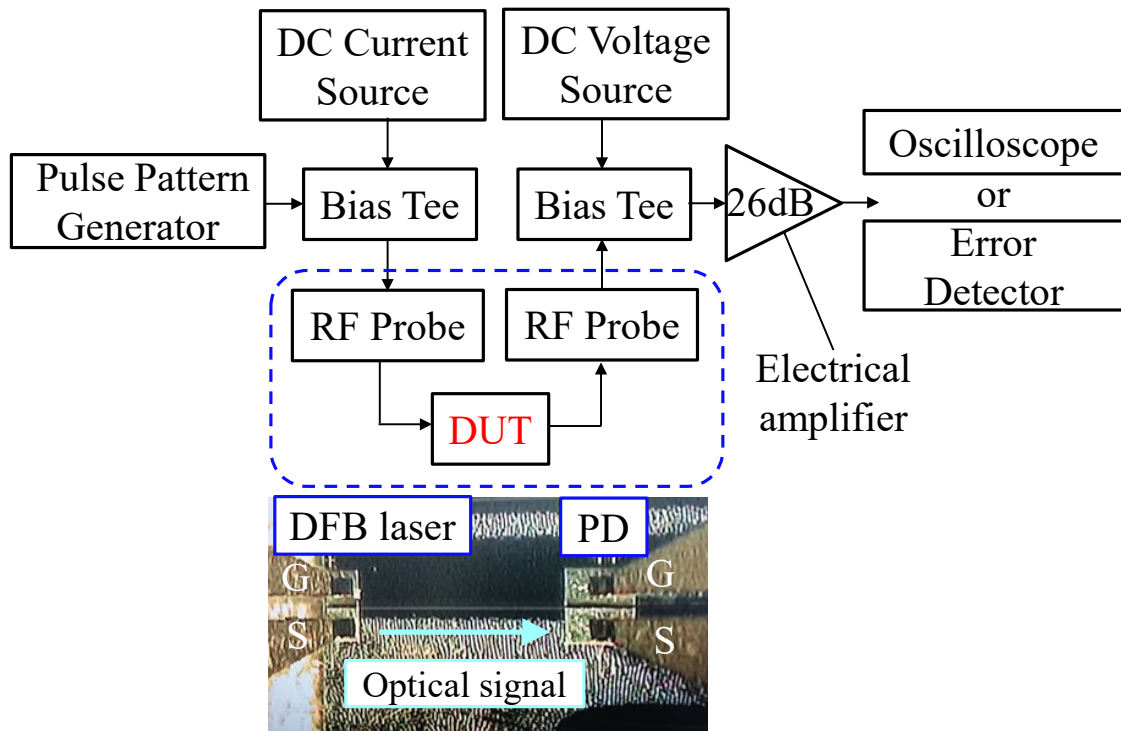 DC Current
Source
DC Voltage
Source
Pulse Pattern
Generator
Bias Tee
Bias Tee
26dB
Oscilloscope
or
Error
Detector
RF Probe
RF Probe
Electrical
amplifier
DUT
DFB laser
PD
G
G
S
S
Optical signal